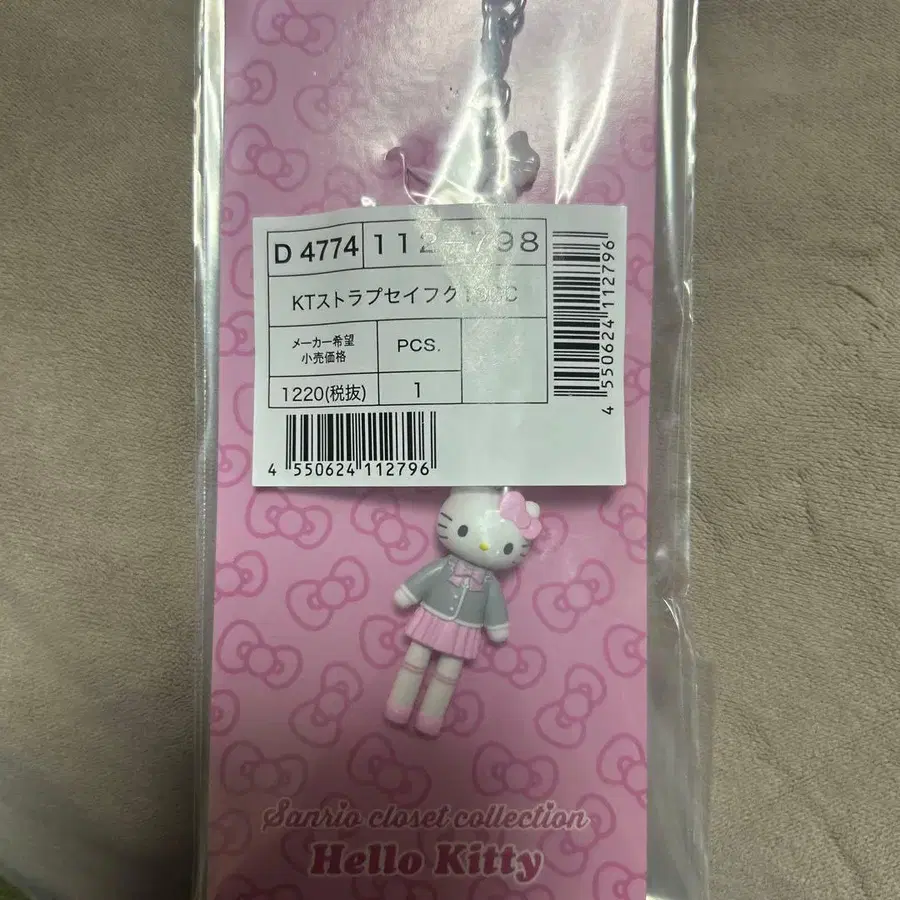 D 4774
112-798
KTストラプセイフク
メーカー希望
小売価格
PCS.
1220(税抜)
1
4 550624 112796
4 550624 112796
Sanrio closet collection
Hello Kitty